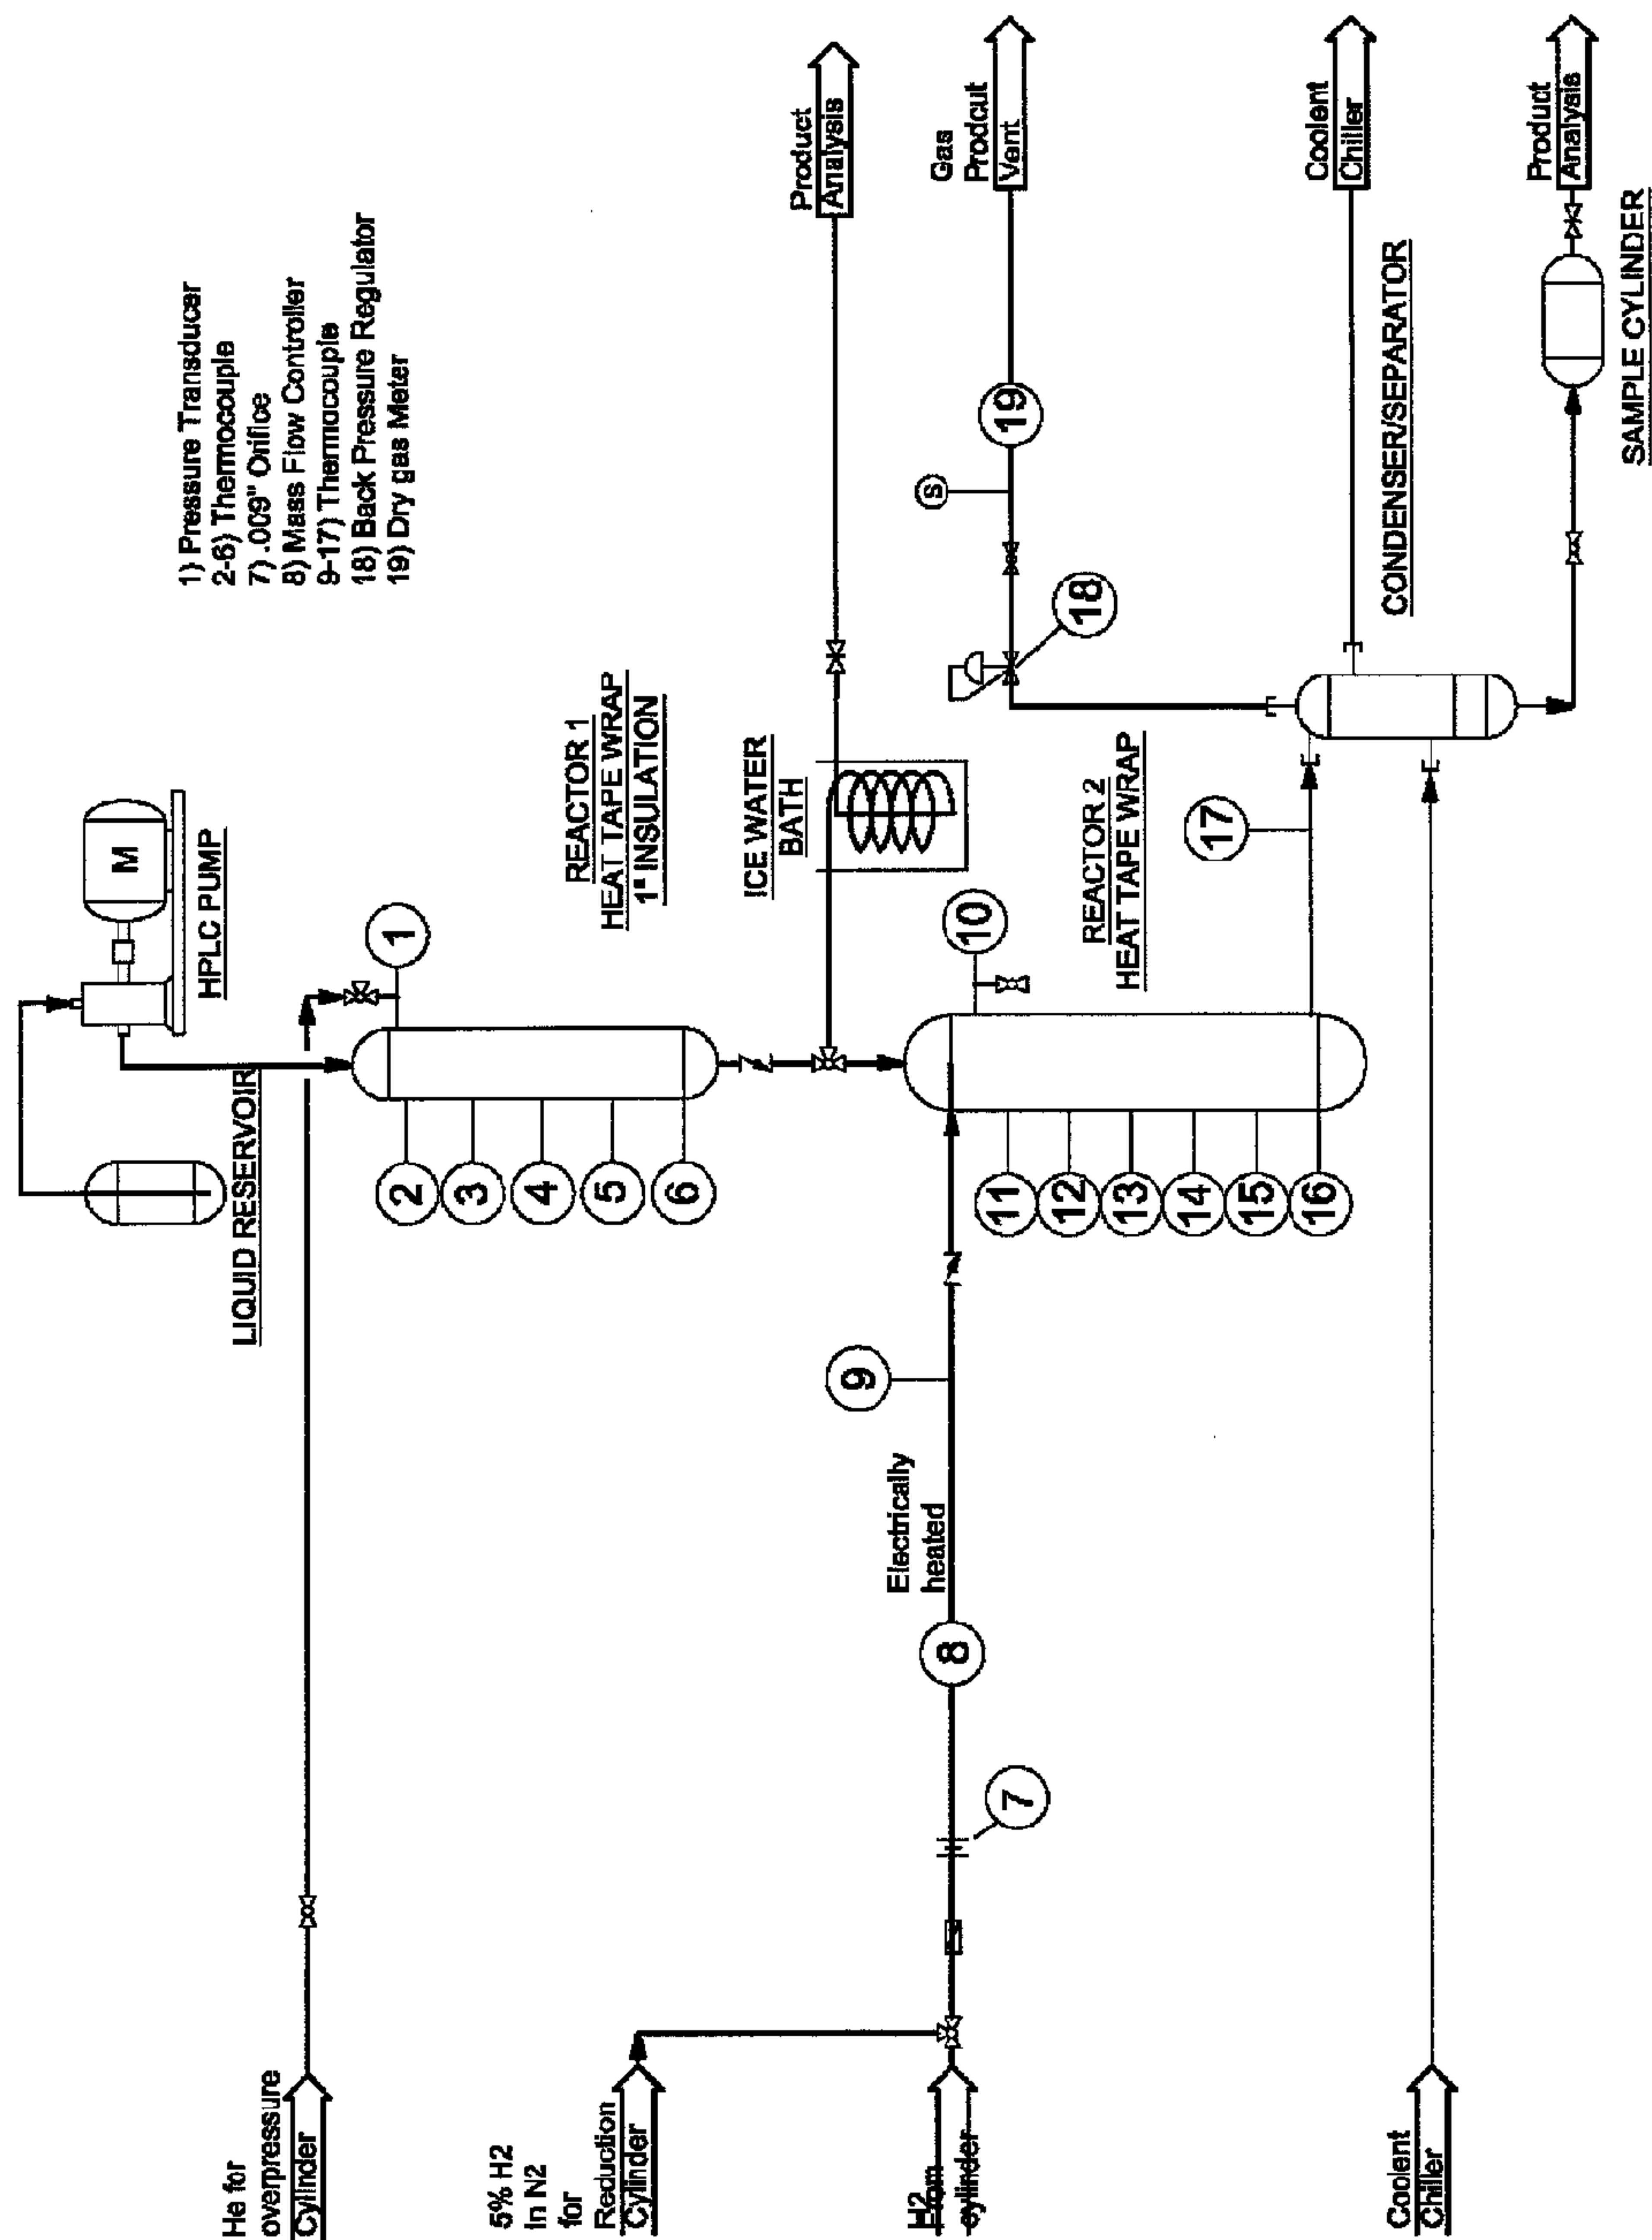 He for
overpressure
Cylinder
5% H2
In N2
for
Reduction
Cylinder
H2
from
cylinder
Coolent
Chiller
LIQUID RESERVOIR
HPLC PUMP
M
1
2
3
4
5
6
REACTOR 1
HEAT TAPE WRAP
1" INSULATION
1) Pressure Transducer
2-6) Thermocouple
7) .009" Orifice
8) Mass Flow Controller
9-17) Thermocouple
18) Back Pressure Regulator
19) Dry gas Meter
ICE WATER
BATH
Product
Analysis
7
8
Electrically
heated
9
10
11
12
13
14
15
16
REACTOR 2
HEAT TAPE WRAP
17
18
S
19
Gas
Prodcut
Vent
CONDENSER/SEPARATOR
Coolent
Chiller
SAMPLE CYLINDER
Product
Analysis